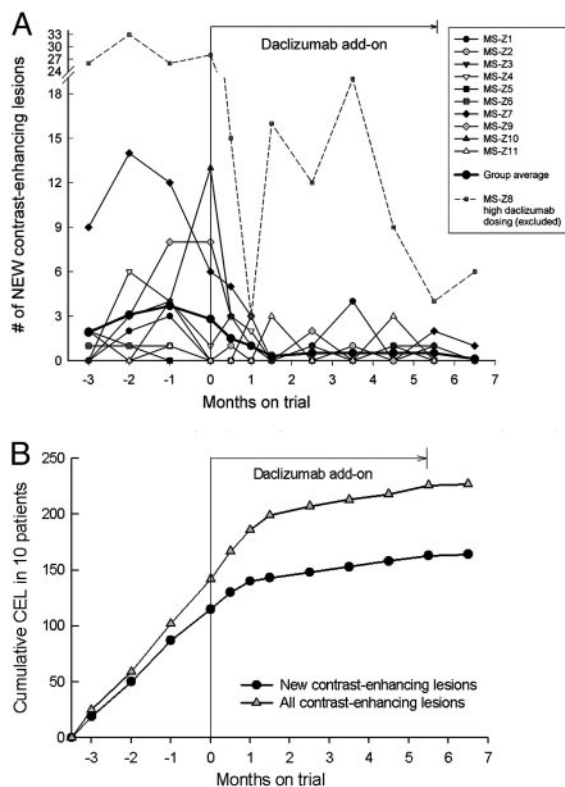 A
Daclizumab add-on
# of NEW contrast-enhancing lesions
33
30
27
24
18
15
12
9
6
3
0
-3 -2 -1 0 1 2 3 4 5 6 7
Months on trial
MS-Z1
MS-Z2
MS-Z3
MS-Z4
MS-Z5
MS-Z6
MS-Z7
MS-Z9
MS-Z10
MS-Z11
Group average
MS-Z8
high daclizumab
dosing (excluded)
B
Daclizumab add-on
Cumulative CEL in 10 patients
250
200
150
100
50
0
New contrast-enhancing lesions
All contrast-enhancing lesions
-3 -2 -1 0 1 2 3 4 5 6 7
Months on trial